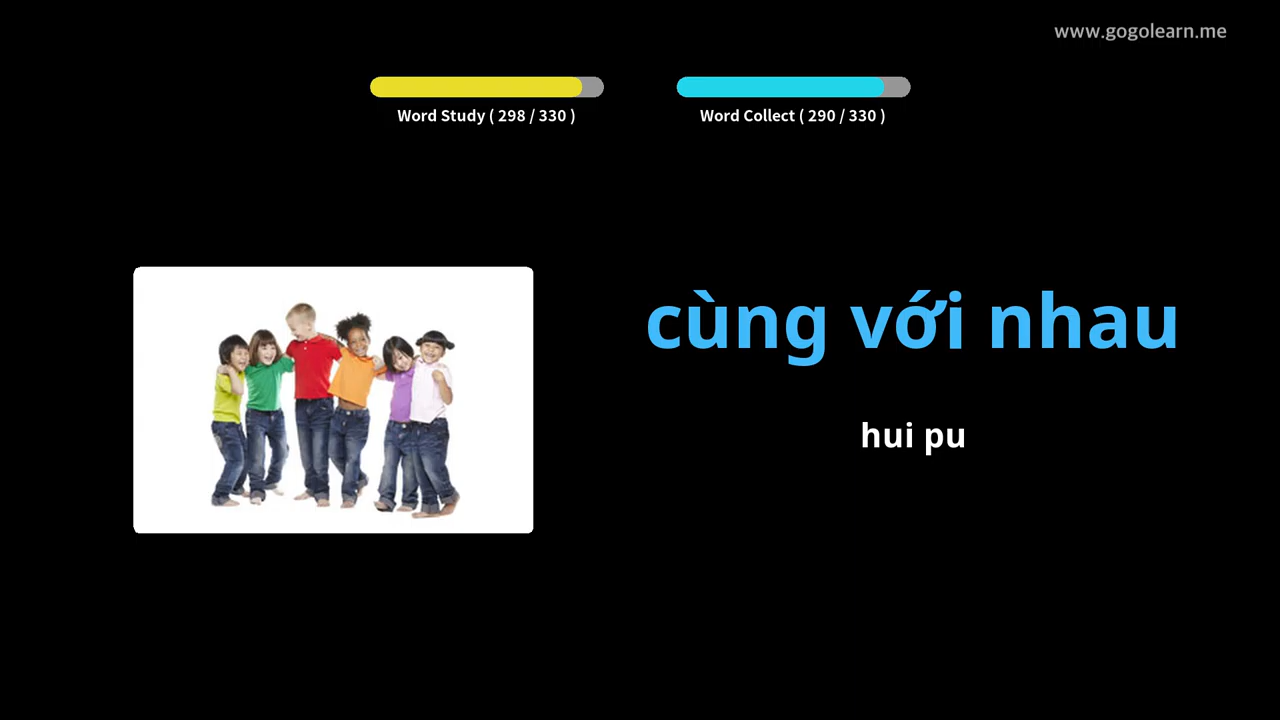 www.gogolearn.me
Word Study ( 298 / 330 )
Word Collect ( 290 / 330 )
cùng với nhau
hui pu